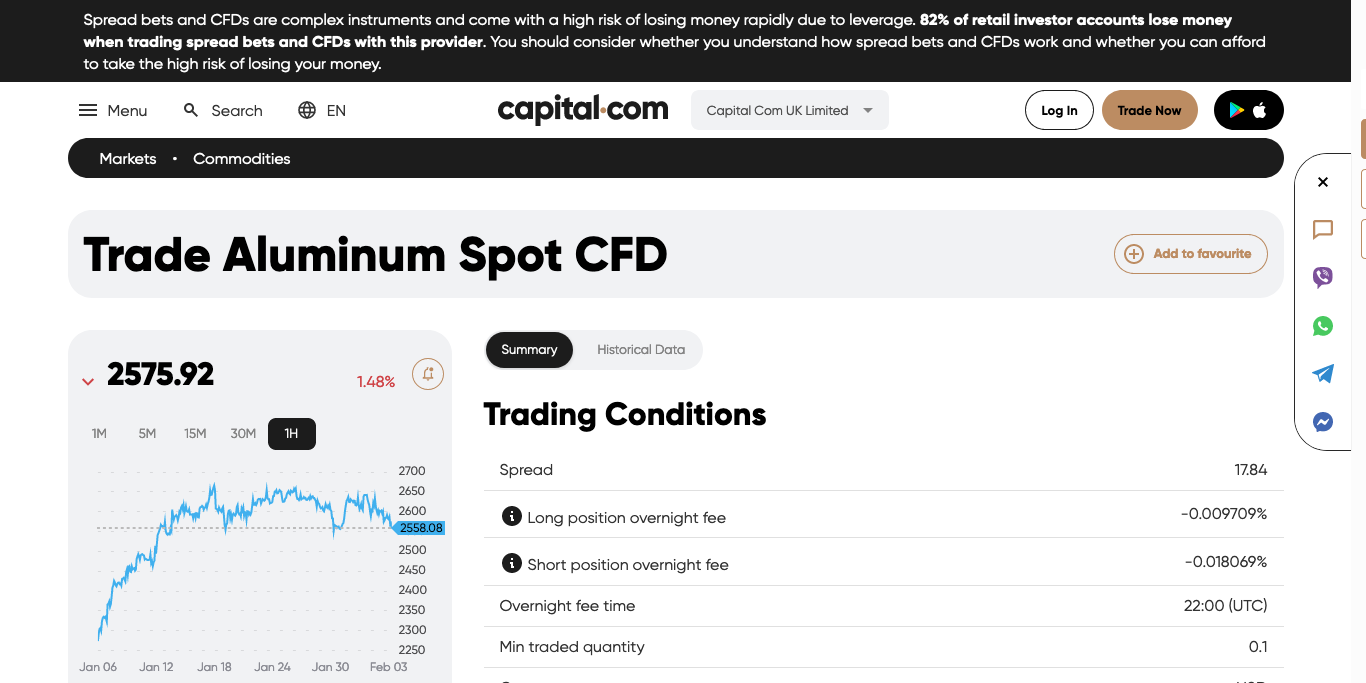 Spread bets and CFDs are complex instruments and come with a high risk of losing money rapidly due to leverage. 82% of retail investor accounts lose money
when trading spread bets and CFDs with this provider. You should consider whether you understand how spread bets and CFDs work and whether you can afford
to take the high risk of losing your money.
Menu
Search
EN
capital.com
Capital Com UK Limited
Log In
Trade Now
Markets • Commodities
Trade Aluminum Spot CFD
Add to favourite
2575.92
1.48%
1M 5M 15M 30M 1H
2700
2650
2600
2558.08
2500
2450
2400
2350
2300
2250
Jan 06 Jan 12 Jan 18 Jan 24 Jan 30 Feb 03
Summary
Historical Data
Trading Conditions
Spread 17.84
Long position overnight fee -0.009709%
Short position overnight fee -0.018069%
Overnight fee time 22:00 (UTC)
Min traded quantity 0.1